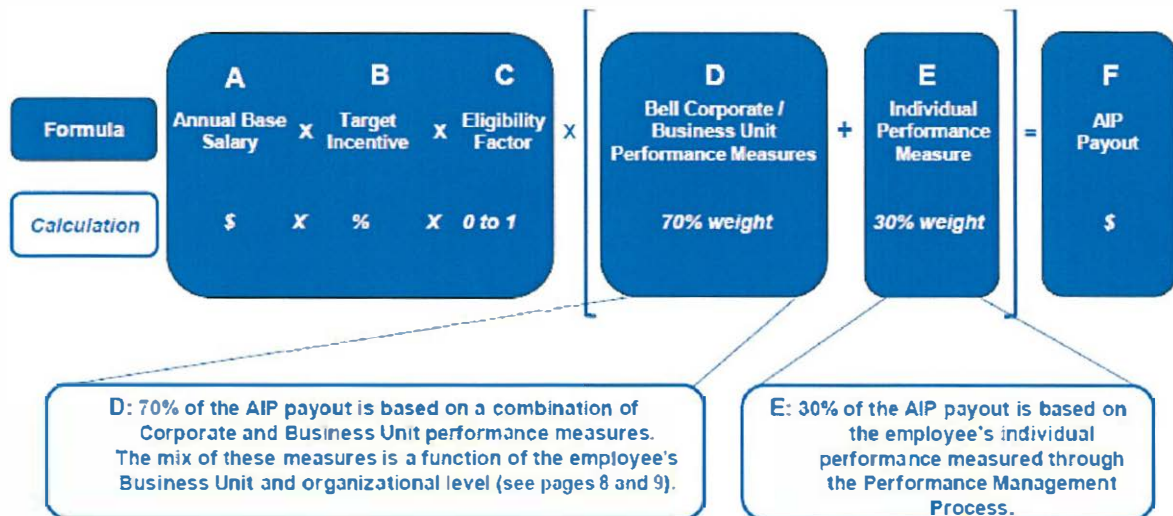 A B C D E F
Formula
Annual Base
Salary
x
Target
Incentive
x
Eligibility
Factor
x
Bell Corporate /
Business Unit
Performance Measures
+
Individual
Performance
Measure
=
AIP
Payout
Calculation
$ X % X 0 to 1 70% weight 30% weight $
D: 70% of the AIP payout is based on a combination of
Corporate and Business Unit performance measures.
The mix of these measures is a function of the employee's
Business Unit and organizational level (see pages 8 and 9).
E: 30% of the AIP payout is based on
the employee's individual
performance measured through
the Performance Management
Process.